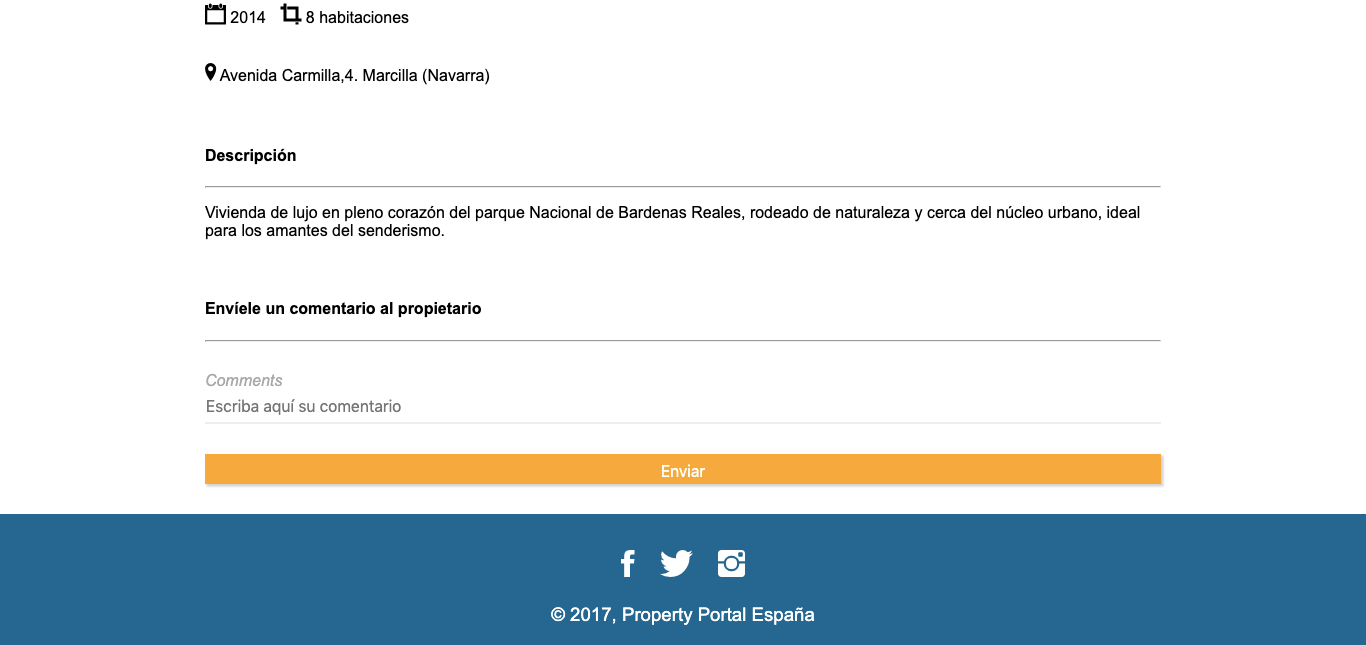 2014 8 habitaciones
Avenida Carmilla,4. Marcilla (Navarra)
Descripción
Vivienda de lujo en pleno corazón del parque Nacional de Bardenas Reales, rodeado de naturaleza y cerca del núcleo urbano, ideal
para los amantes del senderismo.
Envíele un comentario al propietario
Comments
Escriba aquí su comentario
Enviar
© 2017, Property Portal España